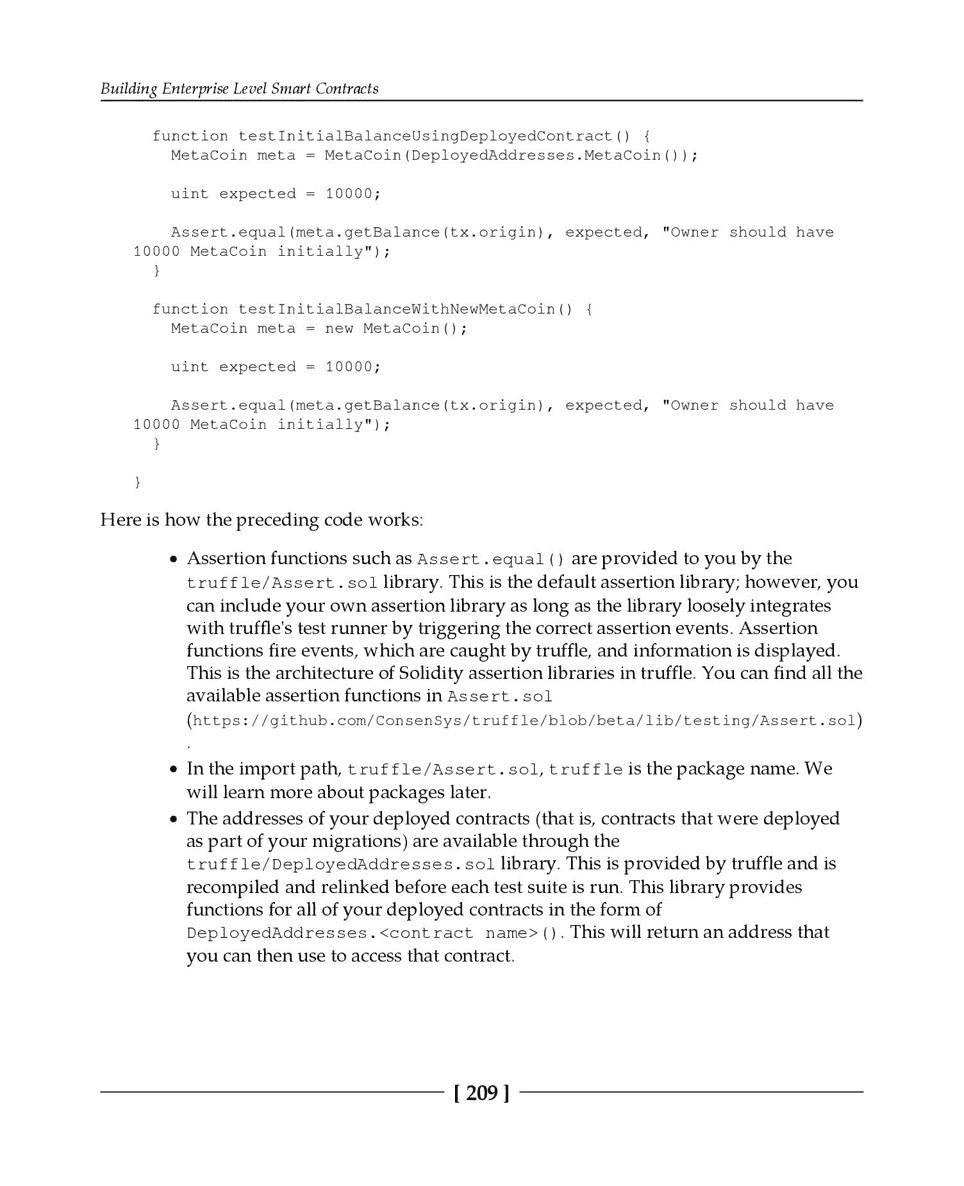 Building Enterprise Level Smart Contracts
function testInitialBalanceUsingDeployedContract() {
MetaCoin meta = MetaCoin(DeployedAddresses.MetaCoin());
uint expected = 10000;
Assert.equal(meta.getBalance(tx.origin), expected, "Owner should have
10000 MetaCoin initially");
}
function testInitialBalanceWithNewMetaCoin() {
MetaCoin meta = new MetaCoin();
uint expected = 10000;
Assert.equal(meta.getBalance(tx.origin), expected, "Owner should have
10000 MetaCoin initially");
}
}
Here is how the preceding code works:
• Assertion functions such as Assert.equal() are provided to you by the
truffle/Assert.sol library. This is the default assertion library; however, you
can include your own assertion library as long as the library loosely integrates
with truffle's test runner by triggering the correct assertion events. Assertion
functions fire events, which are caught by truffle, and information is displayed.
This is the architecture of Solidity assertion libraries in truffle. You can find all the
available assertion functions in Assert.sol
(https://github.com/ConsenSys/truffle/blob/beta/lib/testing/Assert.sol)
.
• In the import path, truffle/Assert.sol, truffle is the package name. We
will learn more about packages later.
• The addresses of your deployed contracts (that is, contracts that were deployed
as part of your migrations) are available through the
truffle/DeployedAddresses.sol library. This is provided by truffle and is
recompiled and relinked before each test suite is run. This library provides
functions for all of your deployed contracts in the form of
DeployedAddresses.<contract name>(). This will return an address that
you can then use to access that contract.
[ 209 ]